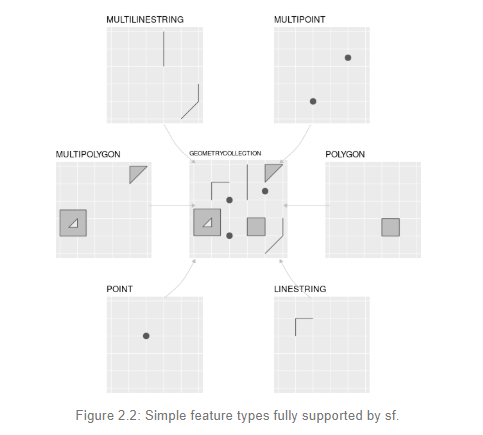 MULTILINESTRING
MULTIPOINT
MULTIPOLYGON
GEOMETRYCOLLECTION
POLYGON
POINT
LINESTRING
Figure 2.2: Simple feature types fully supported by sf.